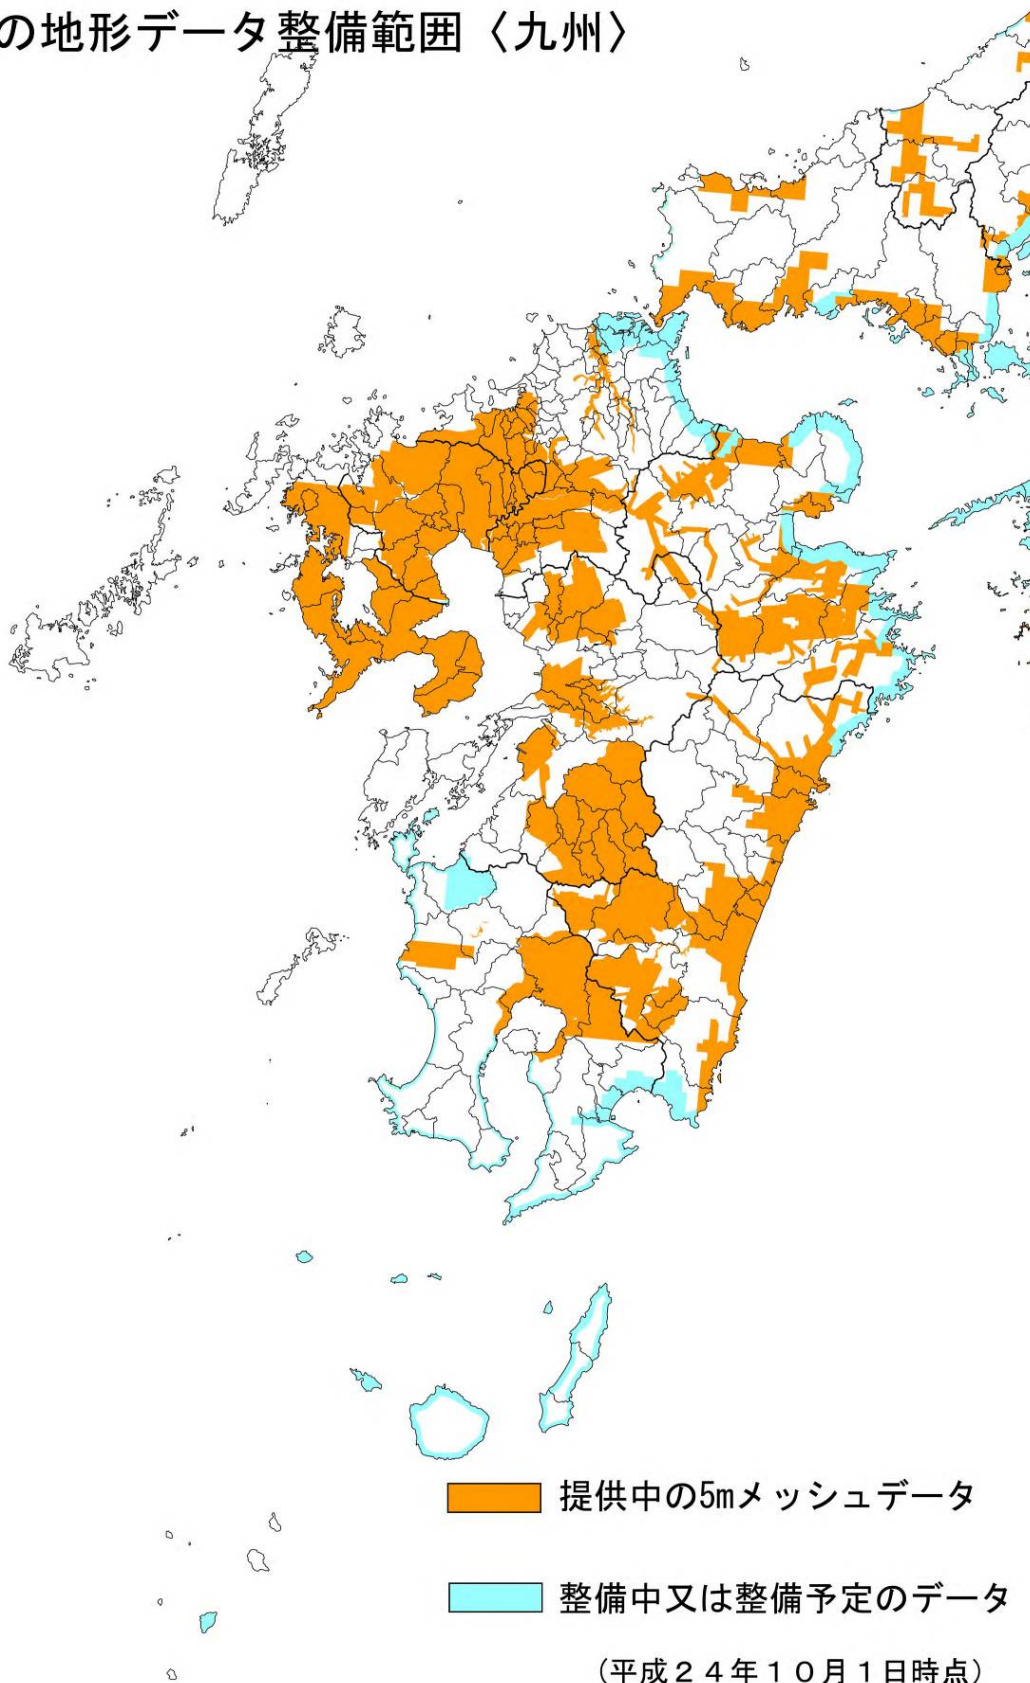 の地形データ整備範囲〈九州〉
提供中の5mメッシュデータ
整備中又は整備予定のデータ
(平成２４年１０月１日時点)